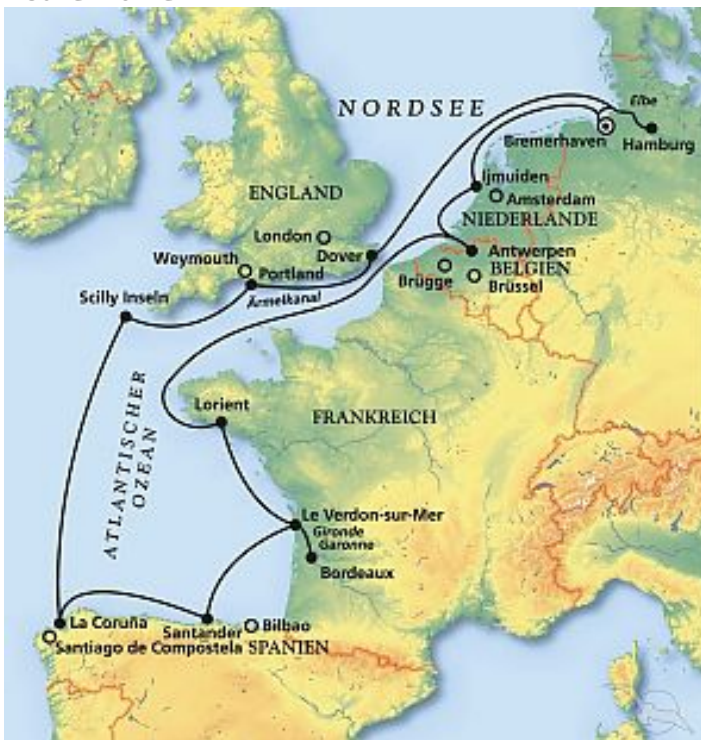 NORDSEE
Elbe
Bremerhaven
Hamburg
Ijmuiden
Amsterdam
ENGLAND
NIEDERLANDE
London
Dover
Weymouth
Portland
Antwerpen
BELGIEN
Brügge
Brüssel
Ärmelkanal
Scilly Inseln
ATLANTISCHER
OZEAN
Lorient
FRANKREICH
Le Verdon-sur-Mer
Gironde
Garonne
Bordeaux
La Coruña
Santander
Bilbao
Santiago de Compostela
SPANIEN